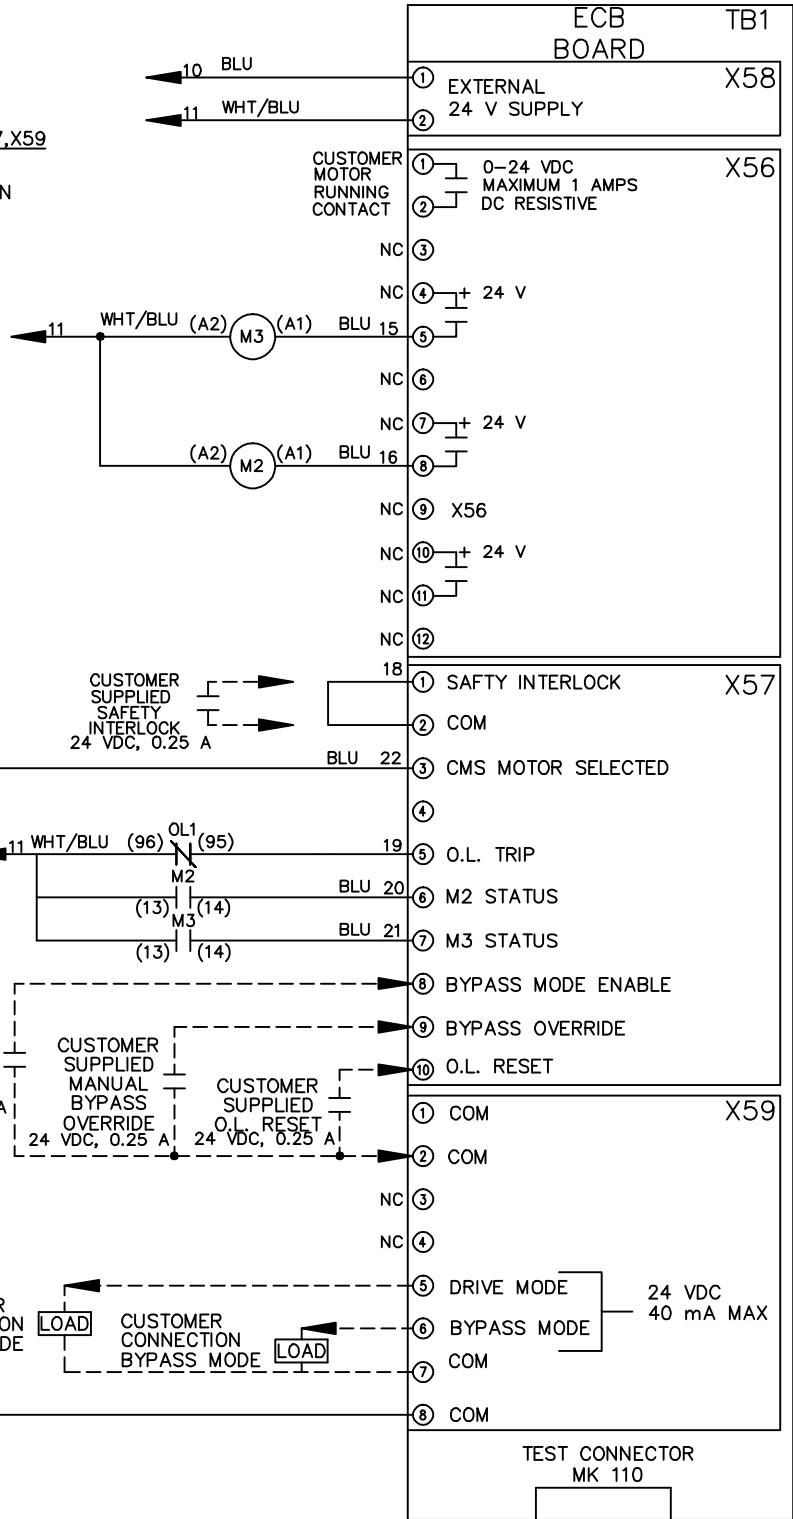 ECB
BOARD
TB1
10 BLU
1 EXTERNAL
24 V SUPPLY
X58
11 WHT/BLU
2
7,X59
N
CUSTOMER
MOTOR
RUNNING
CONTACT
1
2
0-24 VDC
MAXIMUM 1 AMPS
DC RESISTIVE
X56
NC 3
NC 4 + 24 V
11 WHT/BLU (A2) M3 (A1) BLU 15 5
NC 6
NC 7 + 24 V
(A2) M2 (A1) BLU 16 8
NC 9 X56
NC 10 + 24 V
NC 11
NC 12
CUSTOMER
SUPPLIED
SAFETY
INTERLOCK
24 VDC, 0.25 A
18 1 SAFTY INTERLOCK
X57
2 COM
BLU 22 3 CMS MOTOR SELECTED
4
11 WHT/BLU (96) OL1 (95) 19 5 O.L. TRIP
M2
(13) (14) BLU 20 6 M2 STATUS
M3
(13) (14) BLU 21 7 M3 STATUS
8 BYPASS MODE ENABLE
9 BYPASS OVERRIDE
10 O.L. RESET
A
CUSTOMER
SUPPLIED
MANUAL
BYPASS
OVERRIDE
24 VDC, 0.25 A
CUSTOMER
SUPPLIED
O.L. RESET
24 VDC, 0.25 A
1 COM
X59
2 COM
NC 3
NC 4
5 DRIVE MODE
6 BYPASS MODE
24 VDC
40 mA MAX
R
ON
DE
LOAD
CUSTOMER
CONNECTION
BYPASS MODE
LOAD
7 COM
8 COM
TEST CONNECTOR
MK 110